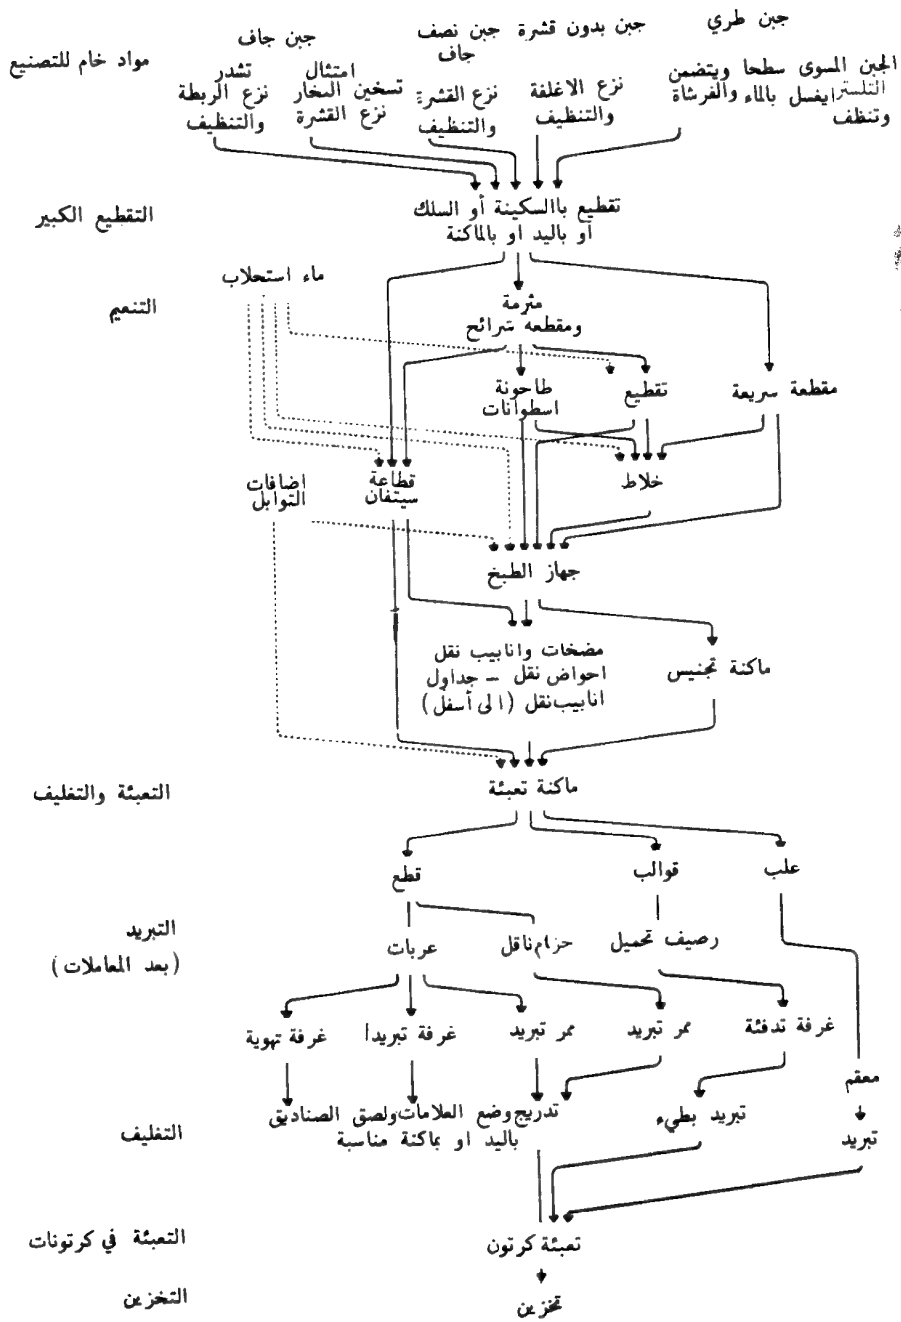 جبن طري
جبن بدون قشرة
جبن نصف جاف
جبن جاف
مواد خام للتصنيع
الجبن المسوى سطحا ويتضمن
التلستر ايفسل بالماء والفرشاة
وتنظف
نزع الاغلفة
والتنظيف
نزع القشرة
والتنظيف
امتثال
تسخين البخار
نزع القشرة
تشدر
نزع الربطة
والتنظيف
التقطيع الكبير
تقطيع باالسكينة أو السلك
او باليد او بالماكنة
ماء استحلاب
التنعيم
مثرمة
ومقطعه شرائح
مقطعة سريعة
تقطيع
طاحونة
اسطوانات
خلاط
قطاعة
سيتفان
اضافات
التوابل
جهاز الطبخ
مضخات وانابيب نقل
احواض نقل – جداول
انابيب نقل (الى أسفل)
ماكنة تجنيس
التعبئة والتغليف
ماكنة تعبئة
علب
قوالب
قطع
التبريد
(بعد المعاملات)
رصيف تحميل
حزام ناقل
عربات
غرفة تدفئة
ممر تبريد
ممر تبريد
غرفة تبريدأ
غرفة تهوية
معقم
التغليف
تدريج وضع العلامات ولصق الصناديق
باليد او بماكنة مناسبة
تبريد بطيء
تبريد
التعبئة في كرتونات
تعبئة كرتون
التخزين
تخزين